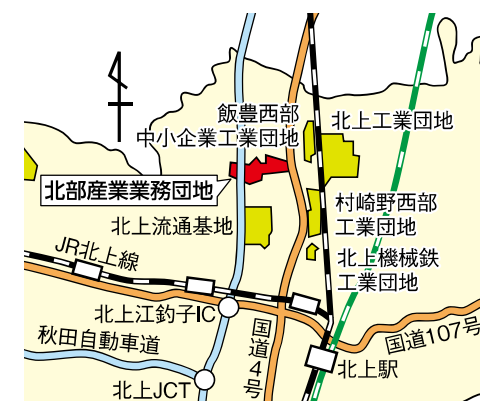 飯豊西部
中小企業工業団地
北上工業団地
北部産業業務団地
村崎野西部
工業団地
北上流通基地
北上機械鉄
工業団地
JR北上線
北上江釣子IC
国道4号
国道107号
秋田自動車道
北上駅
北上JCT